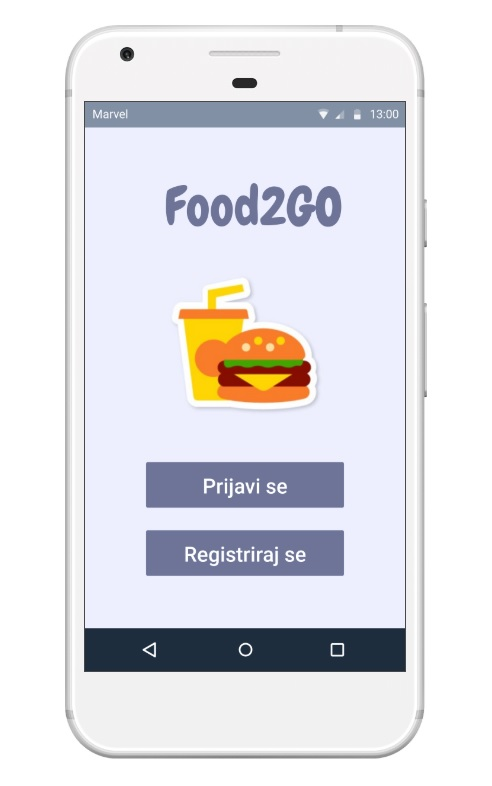 Marvel 13:00
Food2GO
Prijavi se
Registriraj se